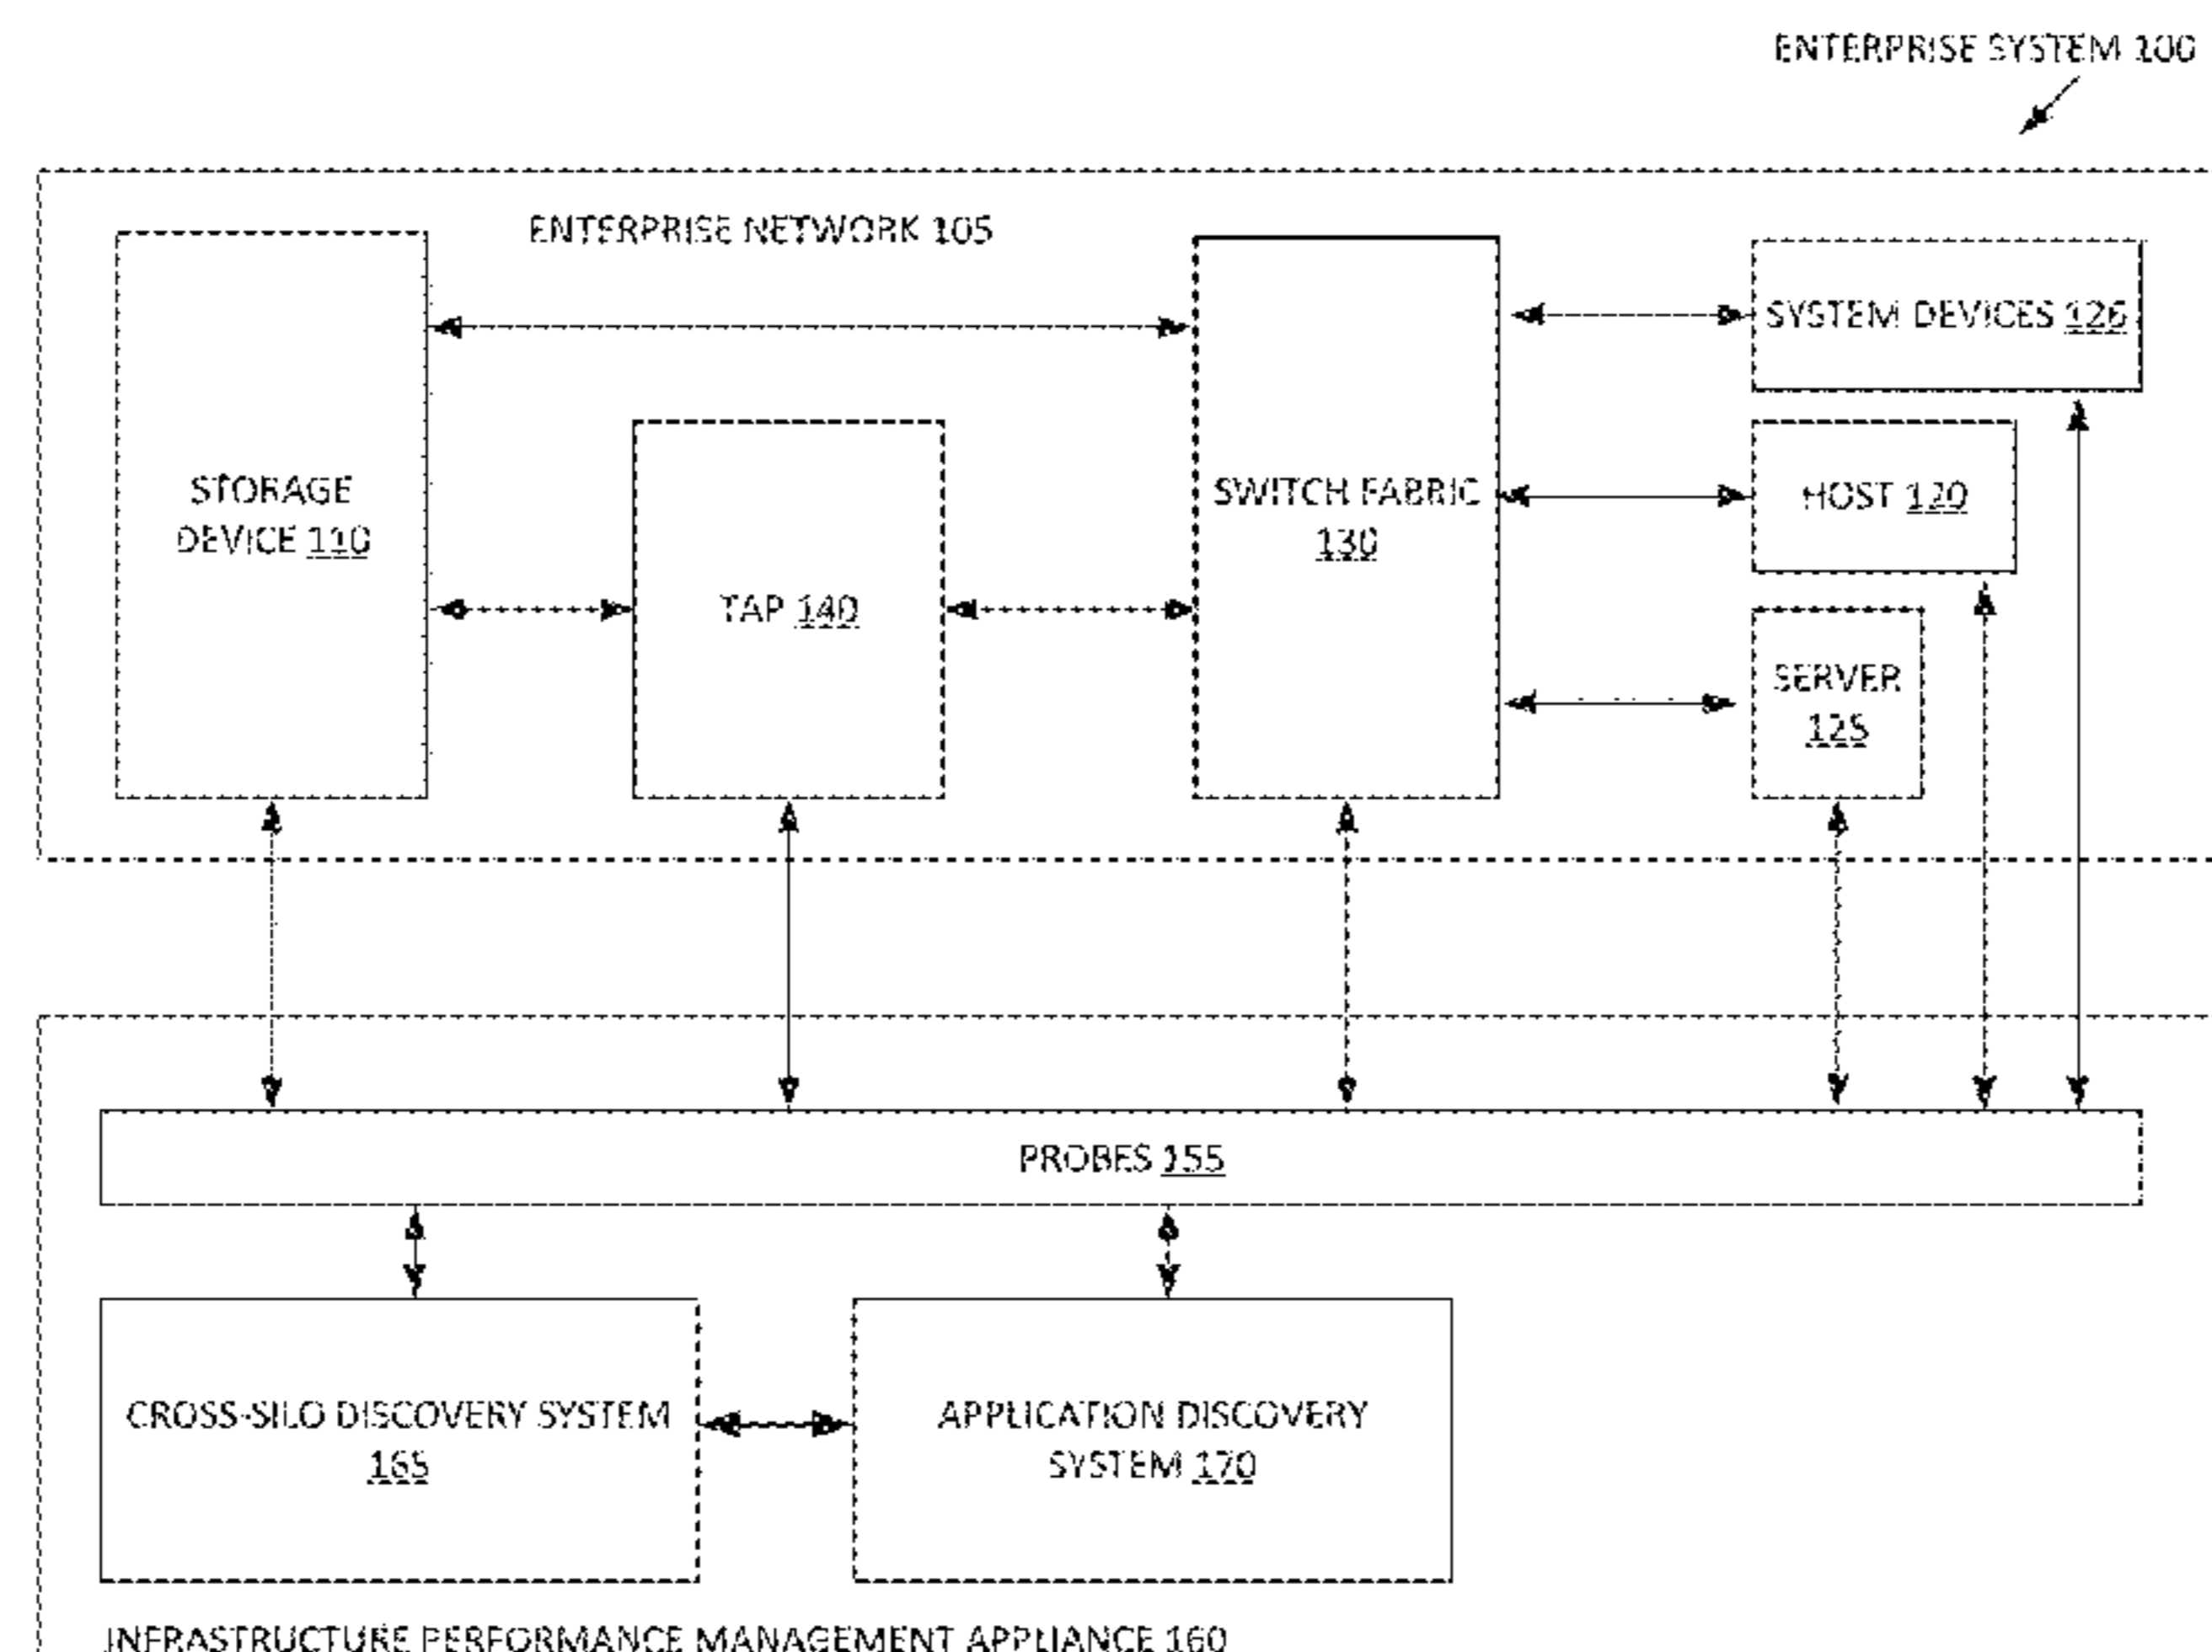 ENTERPRISE SYSTEM 100
ENTERPRISE NETWORK 105
STORAGE
DEVICE 110
TAP 140
SWITCH FABRIC
130
SYSTEM DEVICES 126
HOST 120
SERVER
125
PROBES 155
CROSS-SILO DISCOVERY SYSTEM
165
APPLICATION DISCOVERY
SYSTEM 170
INFRASTRUCTURE PERFORMANCE MANAGEMENT APPLIANCE 160